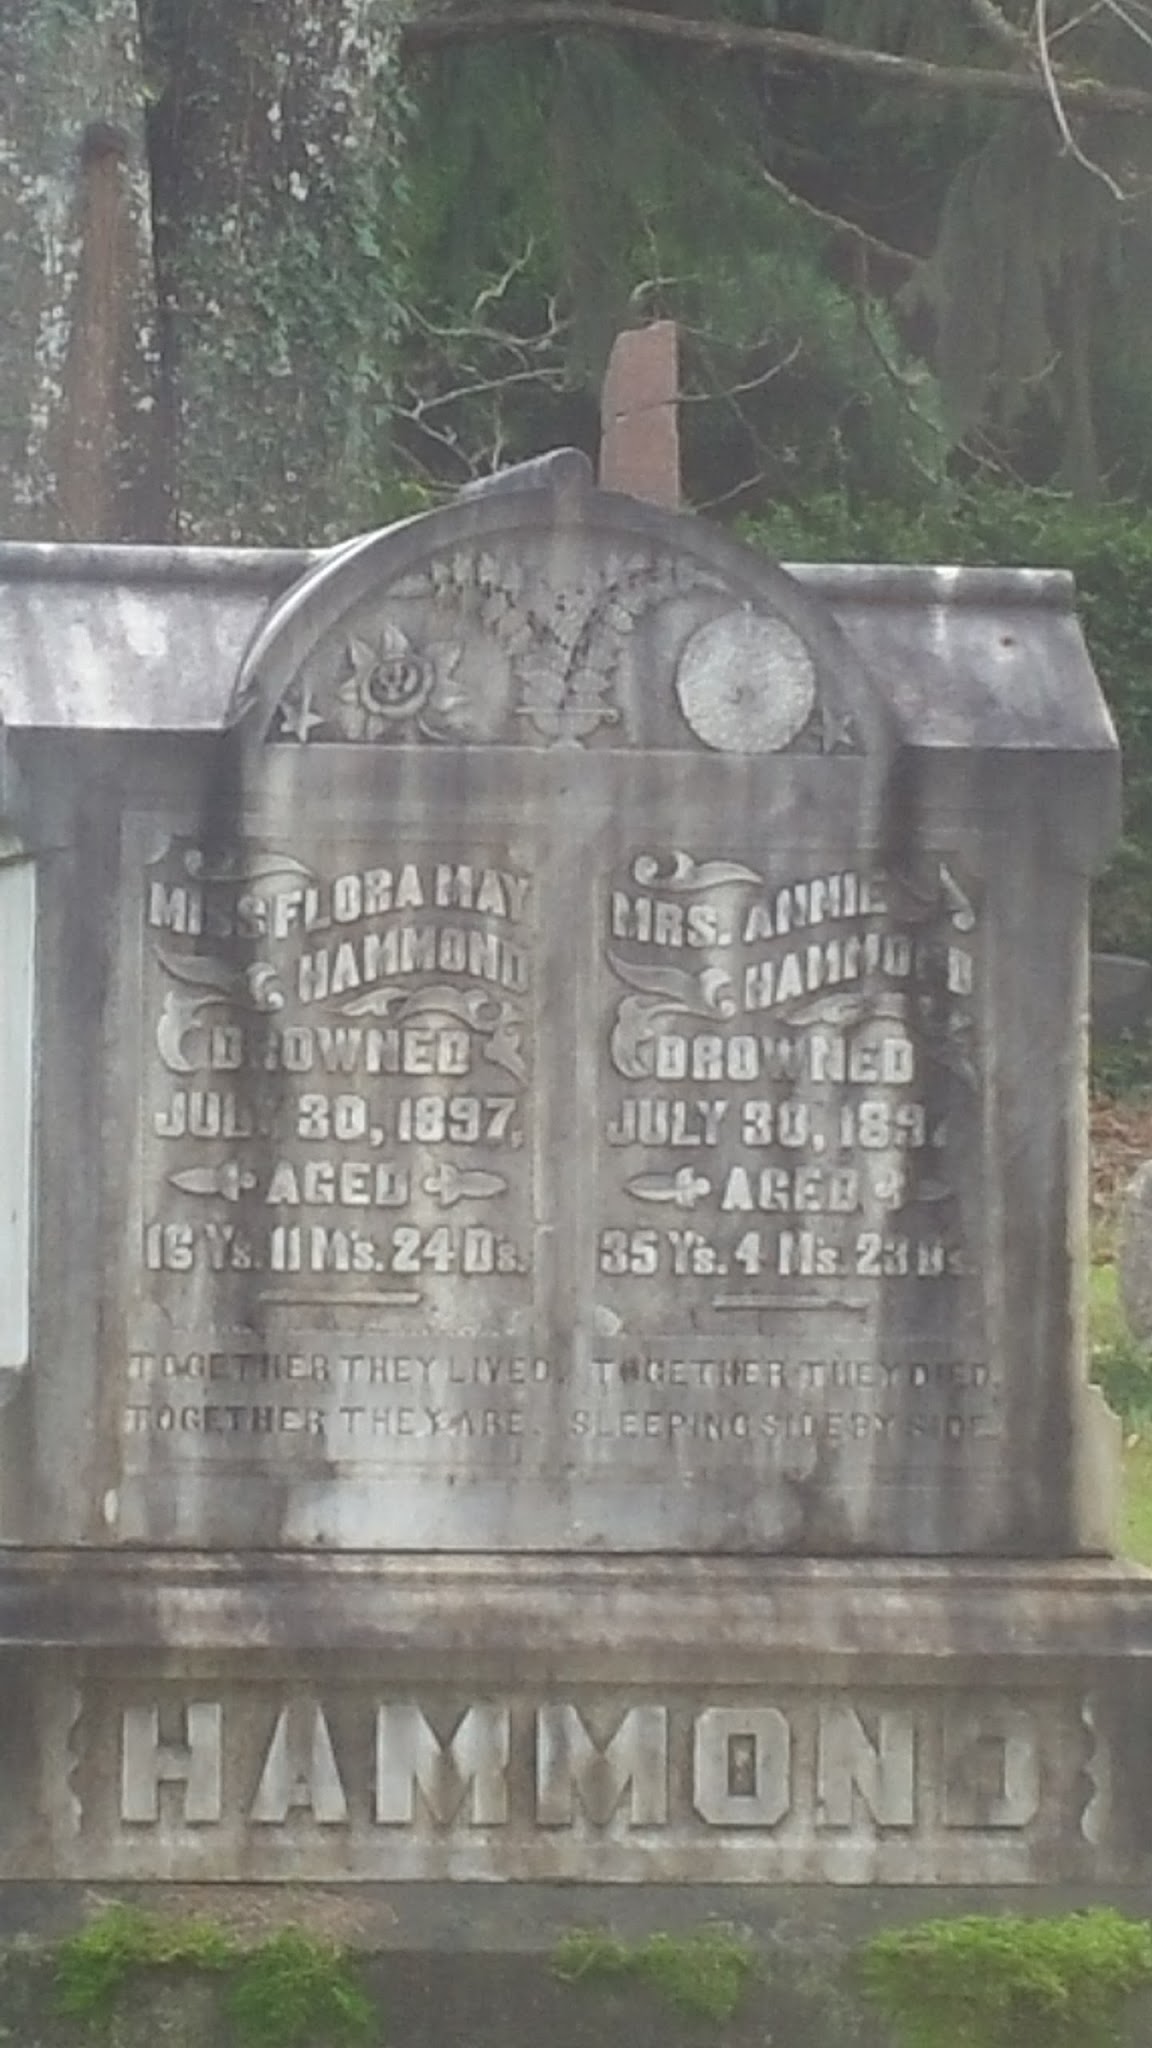 MISS FLORA MAY
HAMMOND
DROWNED
JULY 30, 1897,
AGED
16 Ys. 11 Ms. 24 Ds.
MRS. ANNIE
HAMMOND
DROWNED
JULY 30, 1897
AGED
35 Ys. 4 Ms. 23 Ds.
TOGETHER THEY LIVED. TOGETHER THEY DIED.
TOGETHER THEY ARE. SLEEPING SIDE BY SIDE
HAMMOND